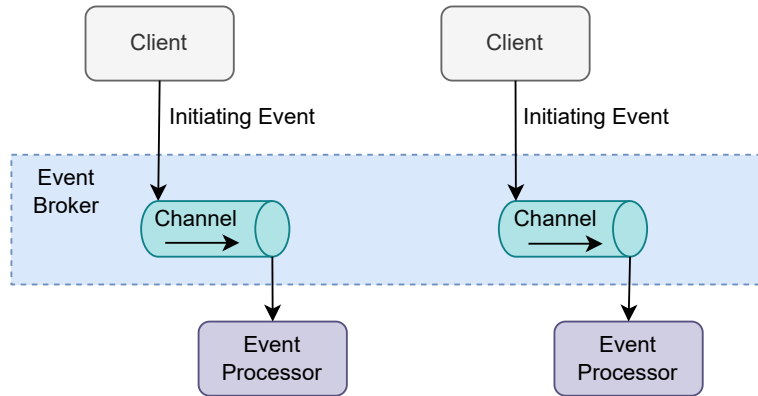 Client
Client
Initiating Event
Initiating Event
Event
Broker
Channel
Channel
Event
Processor
Event
Processor